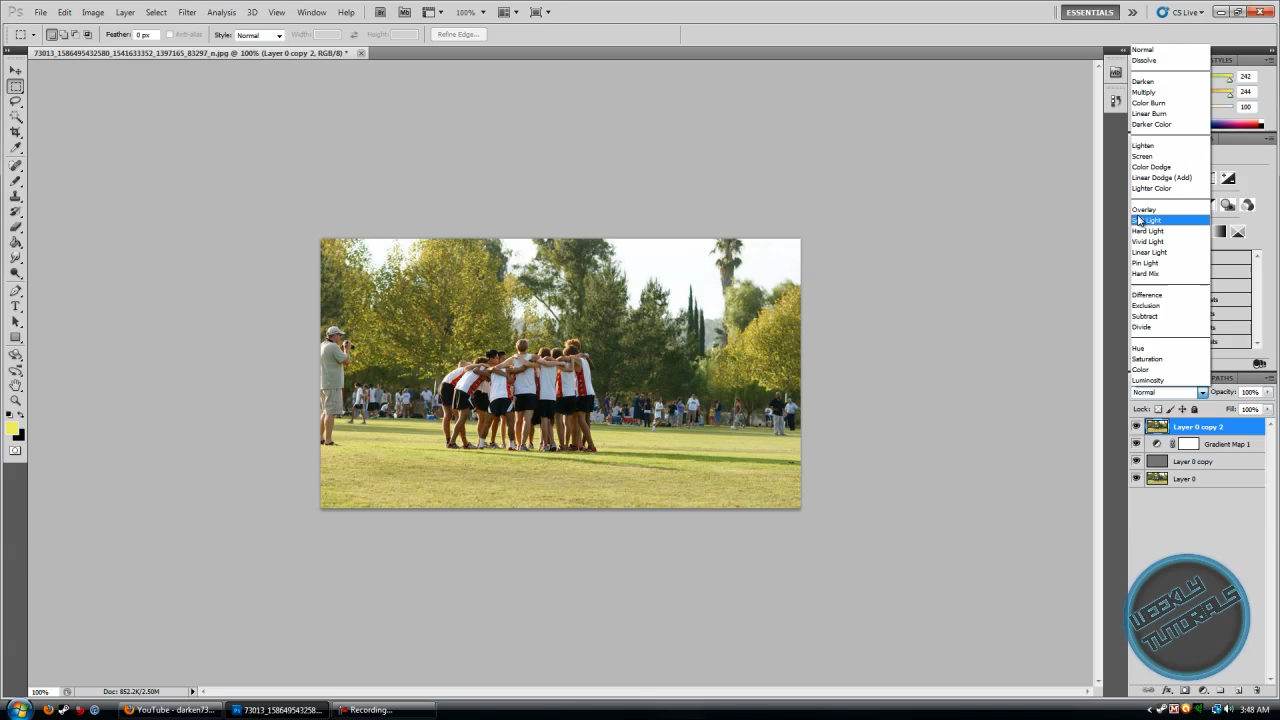 Ps File Edit Image Layer Select Filter Analysis 3D View Window Help Br Mb 100% ESSENTIALS CS Live
Feather: 0 px Anti-alias Style: Normal Width: Height: Refine Edge...
73013_1586495432580_1541633352_1397165_83297_n.jpg @ 100% (Layer 0 copy 2, RGB/8) *
Normal
Dissolve
Darken
Multiply
Color Burn
Linear Burn
Darker Color
Lighten
Screen
Color Dodge
Linear Dodge (Add)
Lighter Color
Overlay
Light
Hard Light
Vivid Light
Linear Light
Pin Light
Hard Mix
Difference
Exclusion
Subtract
Divide
Hue
Saturation
Color
Luminosity
STYLES
242
244
100
PATHS
Normal Opacity: 100%
Lock: Fill: 100%
Layer 0 copy 2
Gradient Map 1
Layer 0 copy
Layer 0
WEEKLY
TUTORIALS
100% Doc: 852.2K/2.50M
YouTube - darken73... 73013_158649543258... Recording... 3:48 AM